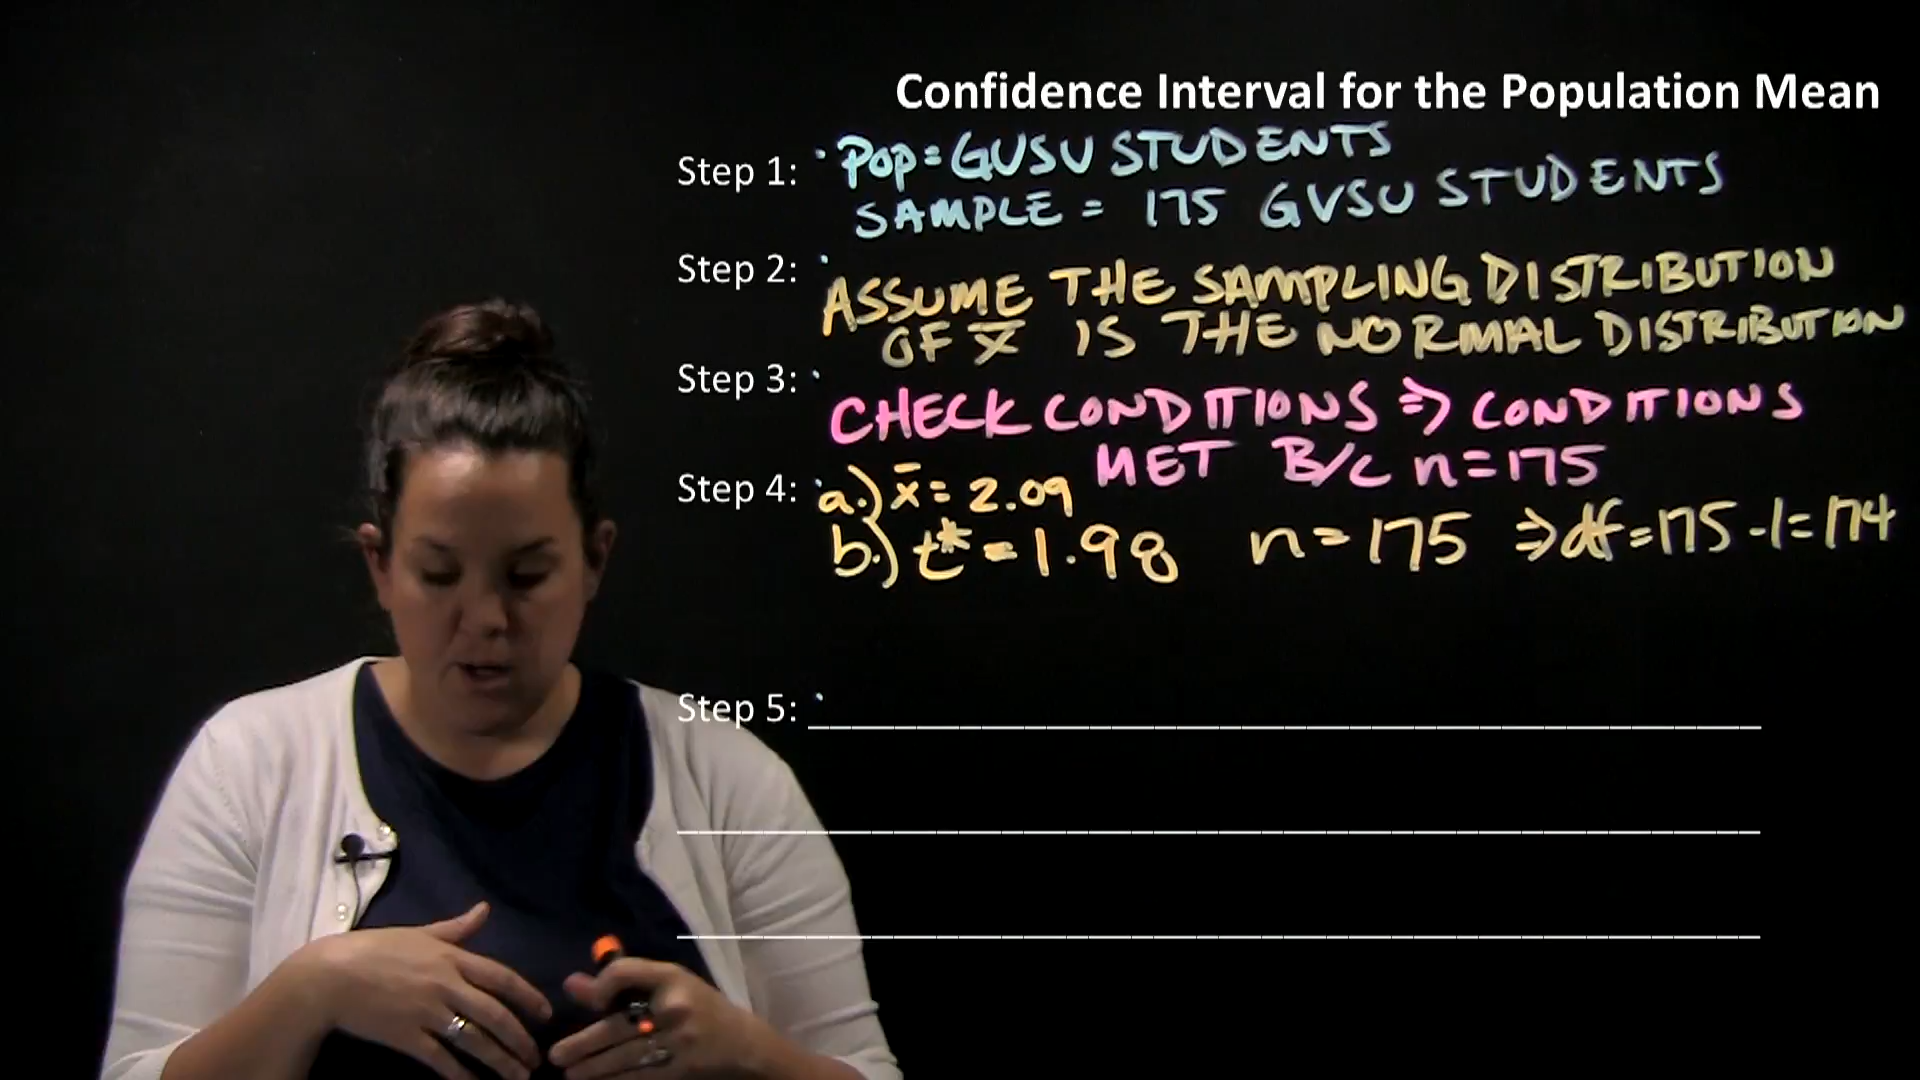 Confidence Interval for the Population Mean
Step 1: • POP = GVSU STUDENTS
SAMPLE = 175 GVSU STUDENTS
Step 2: •
ASSUME THE SAMPLING DISTRIBUTION
OF x̄ IS THE NORMAL DISTRIBUTION
Step 3: •
CHECK CONDITIONS ⇒ CONDITIONS
MET B/C n=175
Step 4: • a.) x̄ = 2.09
b.) t* = 1.98 n = 175 ⇒ df = 175 - 1 = 174
Step 5: •